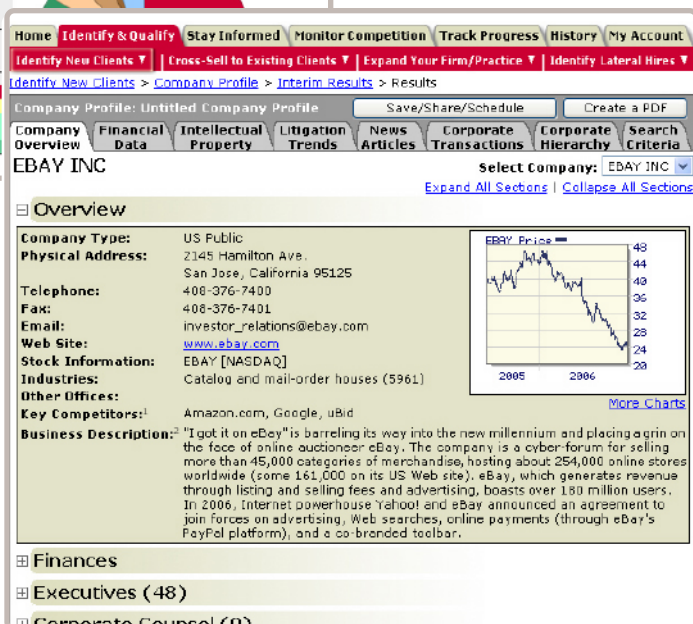 Home Identify & Qualify Stay Informed Monitor Competition Track Progress History My Account
Identify New Clients ▼ | Cross-Sell to Existing Clients ▼ | Expand Your Firm/Practice ▼ | Identify Lateral Hires ▼
Identify New Clients > Company Profile > Interim Results > Results
Company Profile: Untitled Company Profile Save/Share/Schedule Create a PDF
Company Overview Financial Data Intellectual Property Litigation Trends News Articles Corporate Transactions Corporate Hierarchy Search Criteria
EBAY INC Select Company: EBAY INC
Expand All Sections | Collapse All Sections
Overview
Company Type: US Public
Physical Address: 2145 Hamilton Ave.
San Jose, California 95125
Telephone: 408-376-7400
Fax: 408-376-7401
Email: investor_relations@ebay.com
Web Site: www.ebay.com
Stock Information: EBAY [NASDAQ]
Industries: Catalog and mail-order houses (5961)
Other Offices:
Key Competitors:1 Amazon.com, Google, uBid
Business Description:2 "I got it on eBay" is barreling its way into the new millennium and placing a grin on
the face of online auctioneer eBay. The company is a cyber-forum for selling
more than 45,000 categories of merchandise, hosting about 254,000 online stores
worldwide (some 161,000 on its US Web site). eBay, which generates revenue
through listing and selling fees and advertising, boasts over 180 million users.
In 2006, Internet powerhouse Yahoo! and eBay announced an agreement to
join forces on advertising, Web searches, online payments (through eBay's
PayPal platform), and a co-branded toolbar.
EBAY Price
48
44
40
36
32
28
24
20
2005 2006
More Charts
Finances
Executives (48)
Corporate Counsel (9)